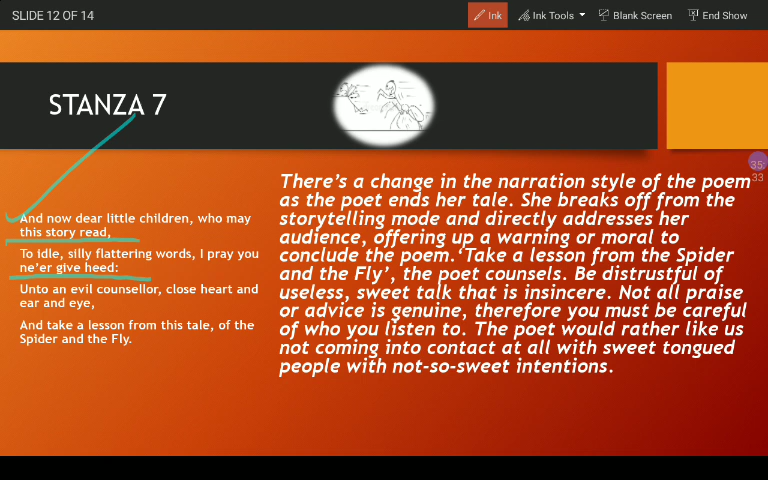 SLIDE 12 OF 14
Ink
Ink Tools
Blank Screen
End Show
STANZA 7
35:
33
And now dear little children, who may
this story read,
To idle, silly flattering words, I pray you
ne'er give heed:
Unto an evil counsellor, close heart and
ear and eye,
And take a lesson from this tale, of the
Spider and the Fly.
There's a change in the narration style of the poem
as the poet ends her tale. She breaks off from the
storytelling mode and directly addresses her
audience, offering up a warning or moral to
conclude the poem.‘Take a lesson from the Spider
and the Fly’, the poet counsels. Be distrustful of
useless, sweet talk that is insincere. Not all praise
or advice is genuine, therefore you must be careful
of who you listen to. The poet would rather like us
not coming into contact at all with sweet tongued
people with not-so-sweet intentions.